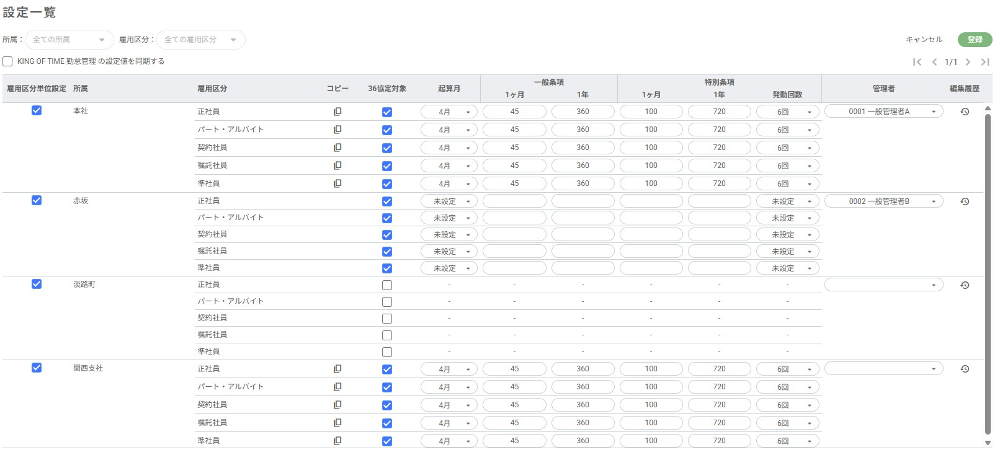 設定一覧
所属： 全ての所属 雇用区分： 全ての雇用区分 キャンセル 登録
KING OF TIME 勤怠管理 の設定値を同期する 1/1
一般条項 特別条項
雇用区分単位設定 所属 雇用区分 コピー 36協定対象 起算月 管理者 編集履歴
1ヶ月 1年 1ヶ月 1年 発動回数
本社 正社員 4月 45 360 100 720 6回 0001 一般管理者A
パート・アルバイト 4月 45 360 100 720 6回
契約社員 4月 45 360 100 720 6回
嘱託社員 4月 45 360 100 720 6回
準社員 4月 45 360 100 720 6回
赤坂 正社員 未設定 未設定 0002 一般管理者B
パート・アルバイト 未設定 未設定
契約社員 未設定 未設定
嘱託社員 未設定 未設定
準社員 未設定 未設定
淡路町 正社員 - - - - - -
パート・アルバイト - - - - - -
契約社員 - - - - - -
嘱託社員 - - - - - -
準社員 - - - - - -
関西支社 正社員 4月 45 360 100 720 6回
パート・アルバイト 4月 45 360 100 720 6回
契約社員 4月 45 360 100 720 6回
嘱託社員 4月 45 360 100 720 6回
準社員 4月 45 360 100 720 6回